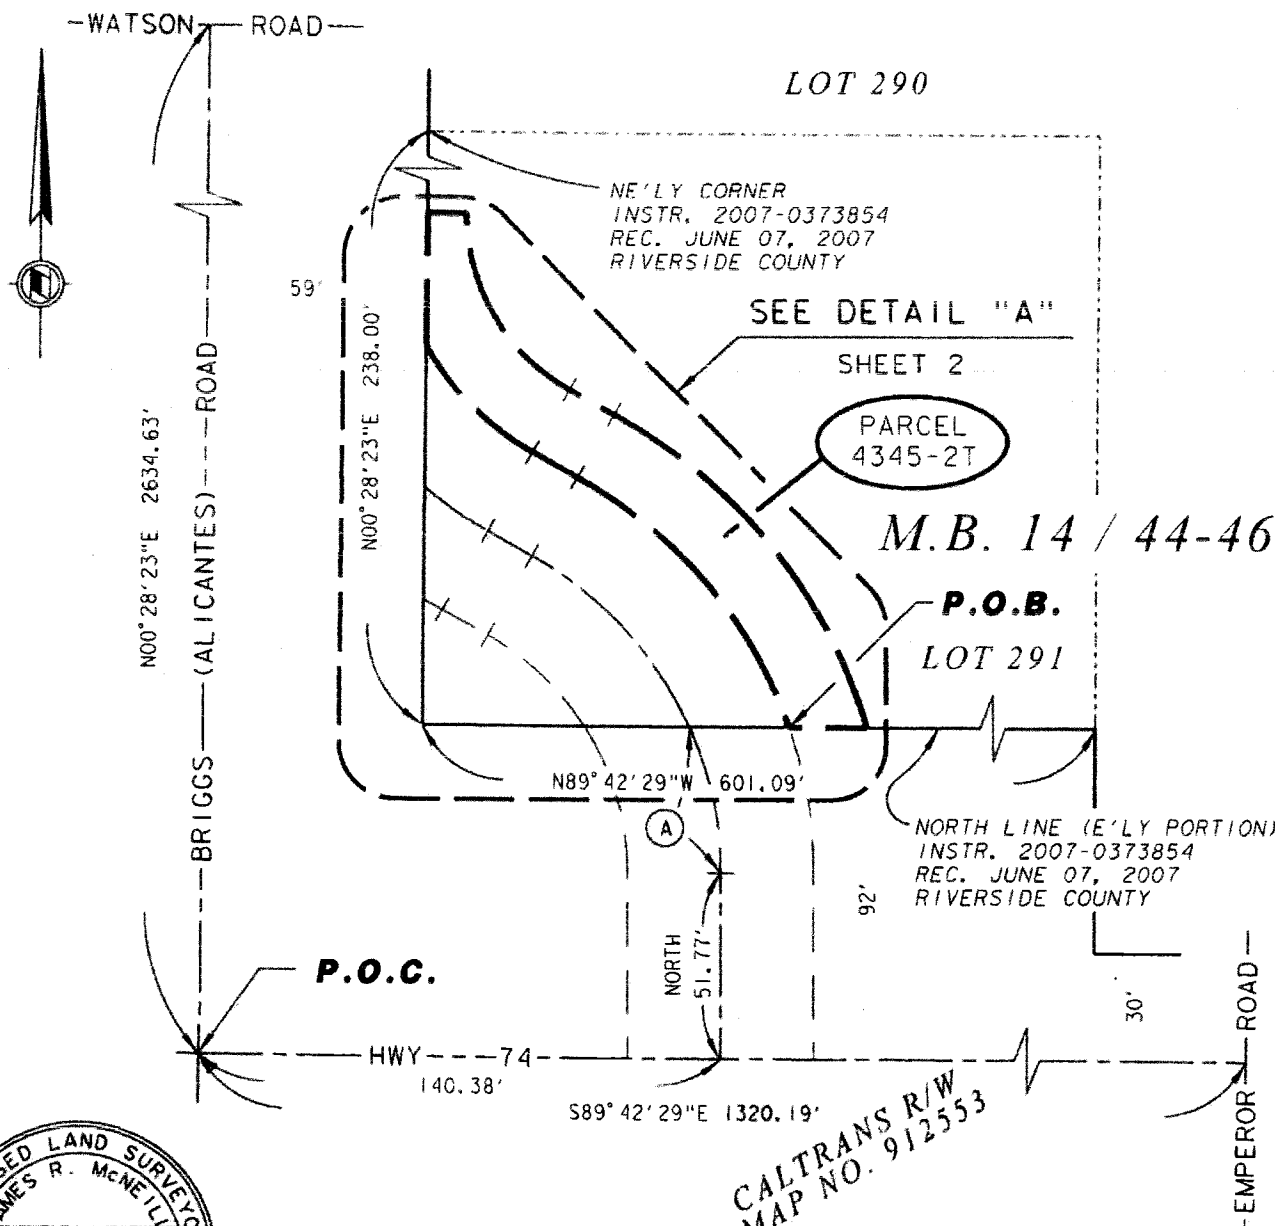 WATSON ROAD
LOT 290
NE'LY CORNER
INSTR. 2007-0373854
REC. JUNE 07, 2007
RIVERSIDE COUNTY
59'
SEE DETAIL "A"
SHEET 2
PARCEL
4345-2T
M.B. 14 / 44-46
P.O.B.
LOT 291
N00°28'23"E 2634.63'
BRIGGS (ALICANTES) ROAD
N00°28'23"E 238.00'
N89°42'29"W 601.09'
A
NORTH LINE (E'LY PORTION)
INSTR. 2007-0373854
REC. JUNE 07, 2007
RIVERSIDE COUNTY
92'
NORTH
51.77'
P.O.C.
30'
HWY 74
140.38'
S89°42'29"E 1320.19'
EMPEROR ROAD
CALTRANS R/W
MAP NO. 912553
LAND SURVEYO
R. McNEILL